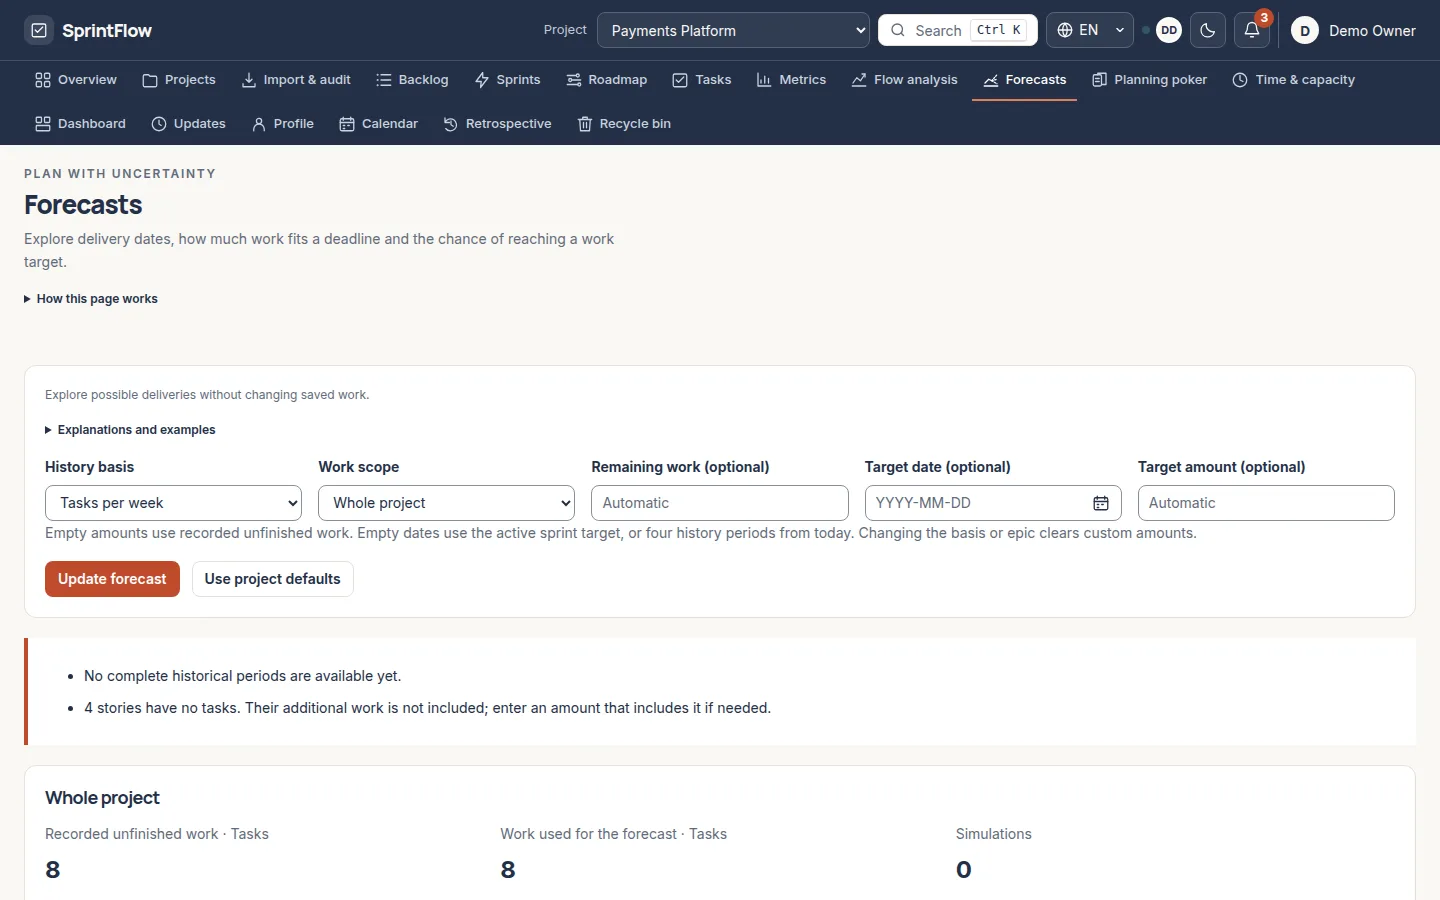 SprintFlow
Project
Payments Platform
Search
Ctrl K
EN
DD
3
D
Demo Owner
Overview
Projects
Import & audit
Backlog
Sprints
Roadmap
Tasks
Metrics
Flow analysis
Forecasts
Planning poker
Time & capacity
Dashboard
Updates
Profile
Calendar
Retrospective
Recycle bin
PLAN WITH UNCERTAINTY
Forecasts
Explore delivery dates, how much work fits a deadline and the chance of reaching a work
target.
How this page works
Explore possible deliveries without changing saved work.
Explanations and examples
History basis
Work scope
Remaining work (optional)
Target date (optional)
Target amount (optional)
Tasks per week
Whole project
Automatic
YYYY-MM-DD
Automatic
Empty amounts use recorded unfinished work. Empty dates use the active sprint target, or four history periods from today. Changing the basis or epic clears custom amounts.
Update forecast
Use project defaults
No complete historical periods are available yet.
4 stories have no tasks. Their additional work is not included; enter an amount that includes it if needed.
Whole project
Recorded unfinished work · Tasks
Work used for the forecast · Tasks
Simulations
8
8
0